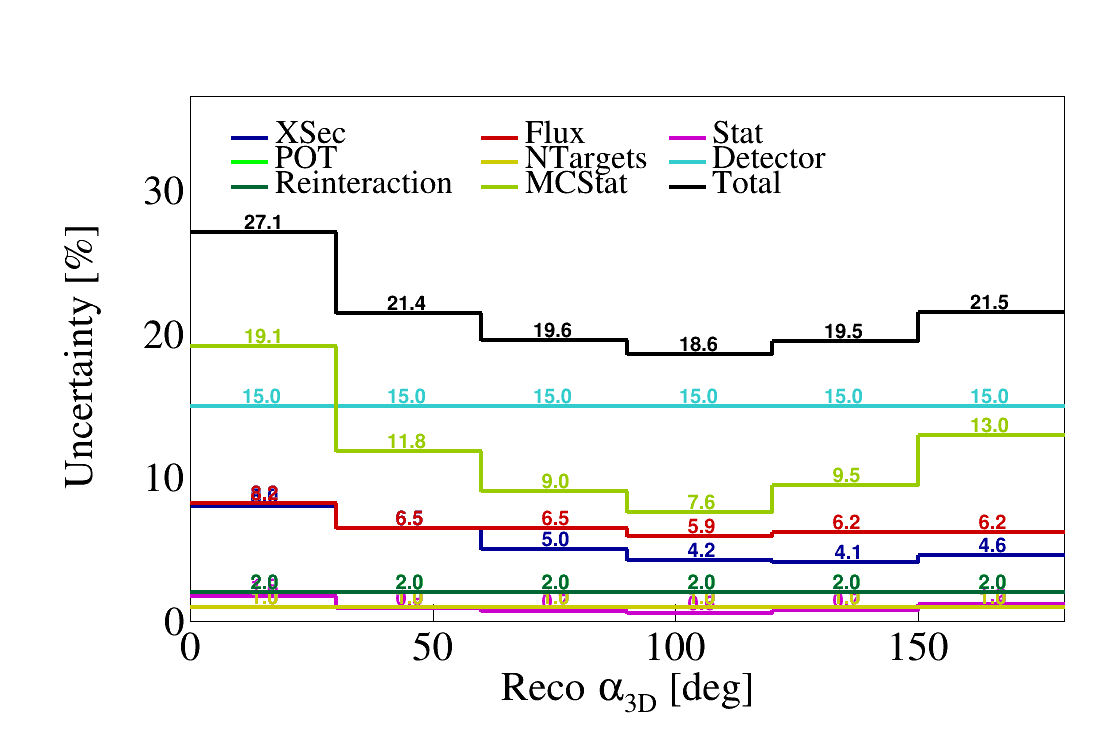 XSec Flux Stat
POT NTargets Detector
Reinteraction MCStat Total
30
27.1
21.4 21.5
19.6 19.5
18.6
20
19.1
15.0 15.0 15.0 15.0 15.0 15.0
13.0
11.8
10
9.0 9.5
7.6
6.5 6.5 5.9 6.2 6.2
5.0 4.2 4.1 4.6
2.0 2.0 2.0 2.0 2.0 2.0
1.0
0
0 50 100 150
Uncertainty [%]
Reco α3D [deg]